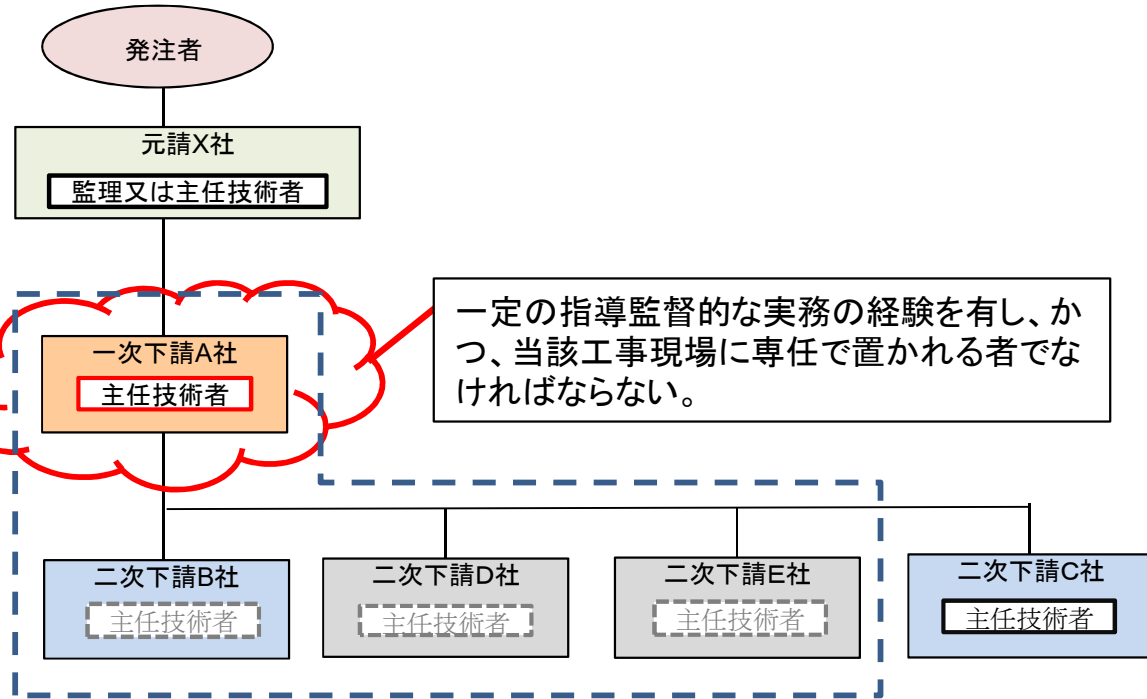 発注者
元請X社
監理又は主任技術者
一次下請A社
主任技術者
一定の指導監督的な実務の経験を有し、か
つ、当該工事現場に専任で置かれる者でな
ければならない。
二次下請B社
主任技術者
二次下請D社
主任技術者
二次下請E社
主任技術者
二次下請C社
主任技術者